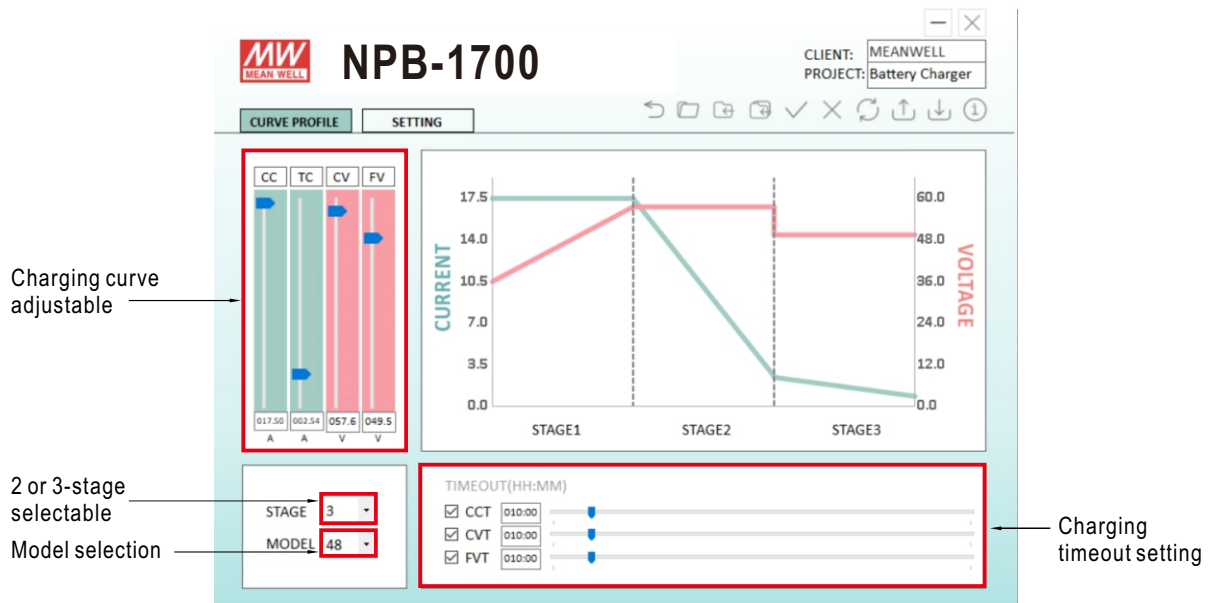 MW
MEAN WELL
NPB-1700
CLIENT: MEANWELL
PROJECT: Battery Charger
CURVE PROFILE
SETTING
CC TC CV FV
017.50 002.54 057.6 049.5
A A V V
Charging curve
adjustable
CURRENT
17.5
14.0
10.5
7.0
3.5
0.0
60.0
48.0
36.0
24.0
12.0
0.0
VOLTAGE
STAGE1 STAGE2 STAGE3
2 or 3-stage
selectable
Model selection
STAGE 3
MODEL 48
TIMEOUT(HH:MM)
CCT 010:00
CVT 010:00
FVT 010:00
Charging
timeout setting